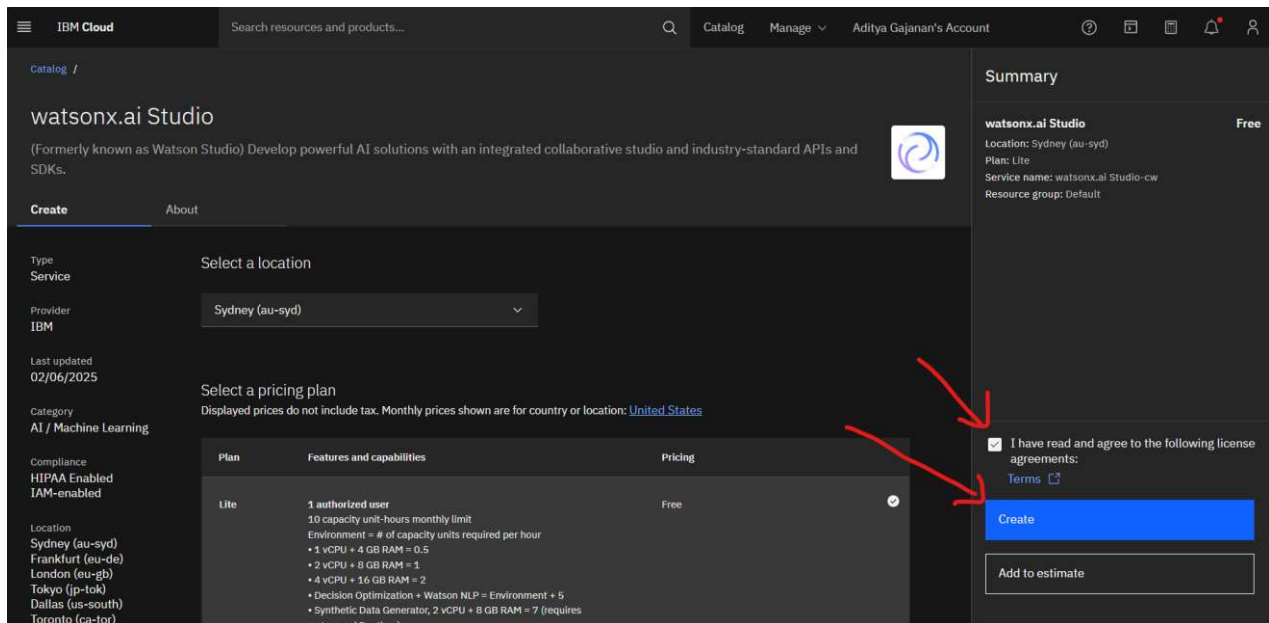 IBM Cloud
Search resources and products...
Catalog
Manage
Aditya Gajanan's Account
Catalog /
watsonx.ai Studio
(Formerly known as Watson Studio) Develop powerful AI solutions with an integrated collaborative studio and industry-standard APIs and
SDKs.
Create
About
Type
Service
Provider
IBM
Last updated
02/06/2025
Category
AI / Machine Learning
Compliance
HIPAA Enabled
IAM-enabled
Location
Sydney (au-syd)
Frankfurt (eu-de)
London (eu-gb)
Tokyo (jp-tok)
Dallas (us-south)
Toronto (ca-tor)
Select a location
Sydney (au-syd)
Select a pricing plan
Displayed prices do not include tax. Monthly prices shown are for country or location: United States
Plan
Features and capabilities
Pricing
Lite
1 authorized user
Free
10 capacity unit-hours monthly limit
Environment = # of capacity units required per hour
• 1 vCPU + 4 GB RAM = 0.5
• 2 vCPU + 8 GB RAM = 1
• 4 vCPU + 16 GB RAM = 2
• Decision Optimization + Watson NLP = Environment + 5
• Synthetic Data Generator, 2 vCPU + 8 GB RAM = 7 (requires
Summary
watsonx.ai Studio
Free
Location: Sydney (au-syd)
Plan: Lite
Service name: watsonx.ai Studio-cw
Resource group: Default
I have read and agree to the following license
agreements:
Terms
Create
Add to estimate